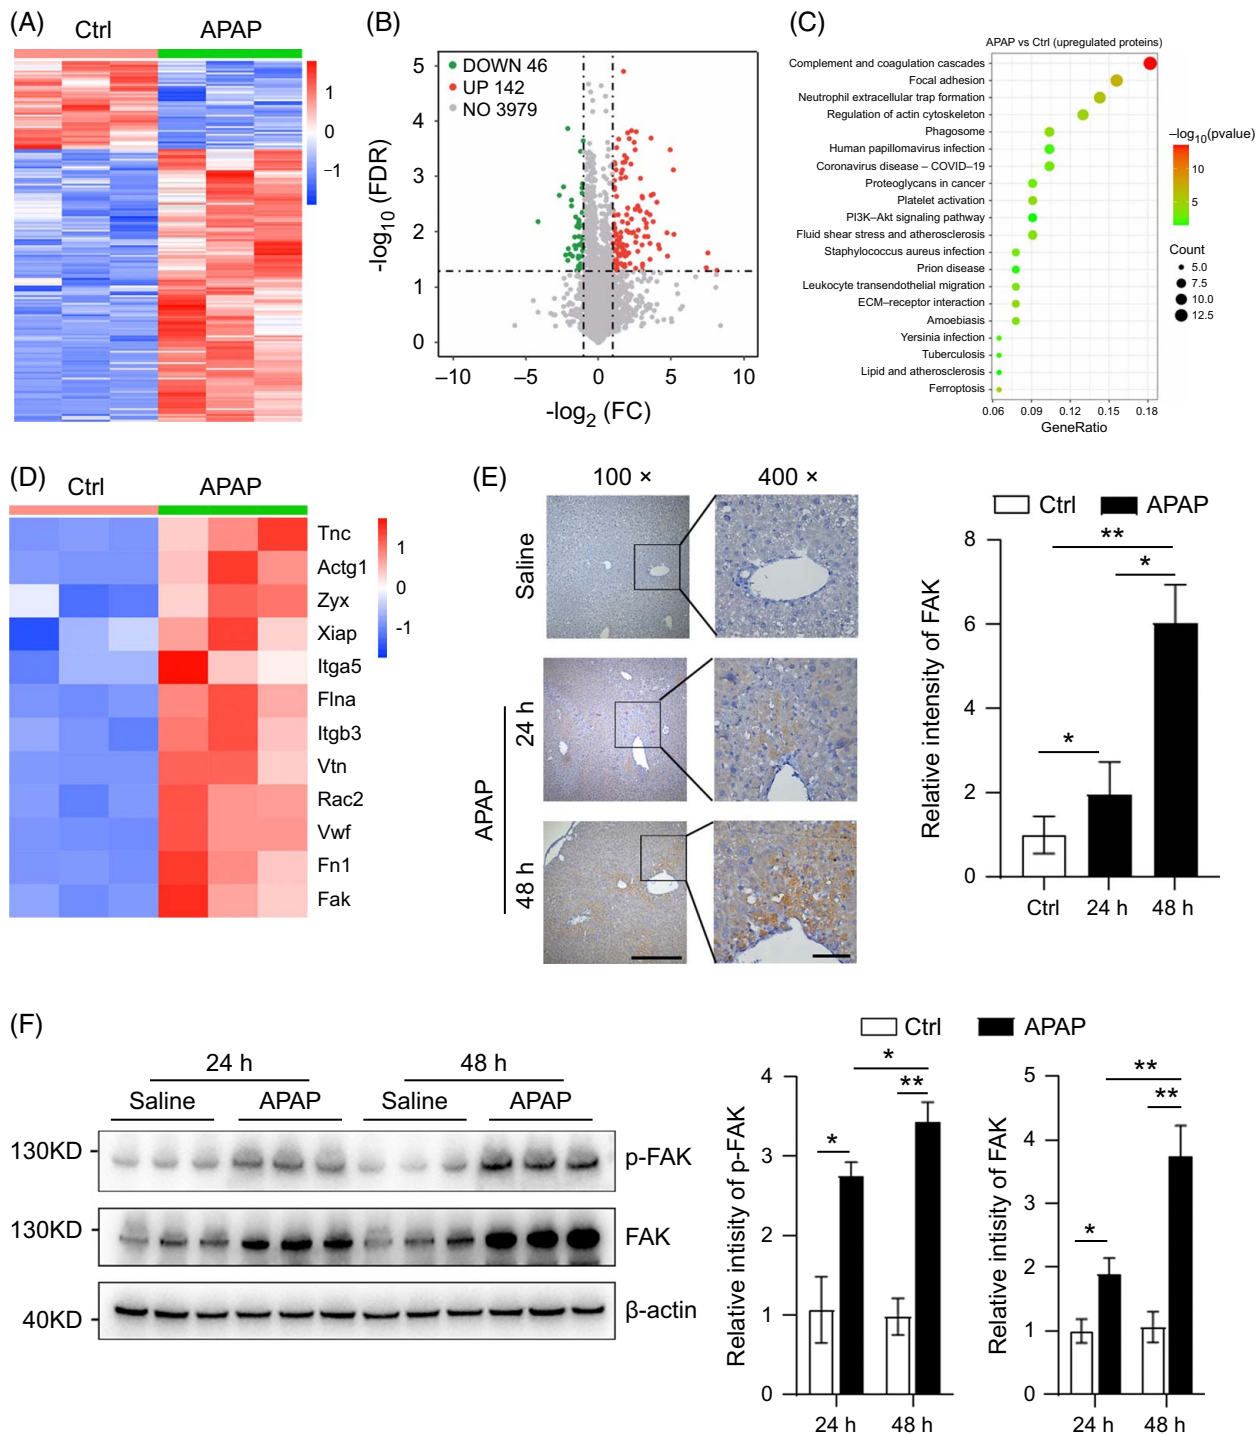 (A)
Ctrl
APAP
1
0
−1
(B)
DOWN 46
UP 142
NO 3979
5
4
3
2
1
0
−10
−5
0
5
10
-log10 (FDR)
-log2 (FC)
(C)
APAP vs Ctrl (upregulated proteins)
Complement and coagulation cascades
Focal adhesion
Neutrophil extracellular trap formation
Regulation of actin cytoskeleton
Phagosome
Human papillomavirus infection
Coronavirus disease – COVID–19
Proteoglycans in cancer
Platelet activation
PI3K–Akt signaling pathway
Fluid shear stress and atherosclerosis
Staphylococcus aureus infection
Prion disease
Leukocyte transendothelial migration
ECM–receptor interaction
Amoebiasis
Yersinia infection
Tuberculosis
Lipid and atherosclerosis
Ferroptosis
0.06 0.09 0.12 0.15 0.18
GeneRatio
−log10(pvalue)
10
10
5
Count
5.0
7.5
10.0
12.5
(D)
Ctrl
APAP
Tnc
Actg1
Zyx
Xiap
Itga5
Flna
Itgb3
Vtn
Rac2
Vwf
Fn1
Fak
1
0
-1
(E)
100 ×
400 ×
Saline
24 h
48 h
APAP
Ctrl
APAP
Relative intensity of FAK
8
6
4
2
0
**
*
*
Ctrl
24 h
48 h
(F)
24 h
48 h
Saline
APAP
Saline
APAP
130KD
p-FAK
130KD
FAK
40KD
β-actin
Ctrl
APAP
Relative intisity of p-FAK
4
3
2
1
0
*
**
*
24 h
48 h
Relative intisity of FAK
5
4
3
2
1
0
**
**
*
24 h
48 h